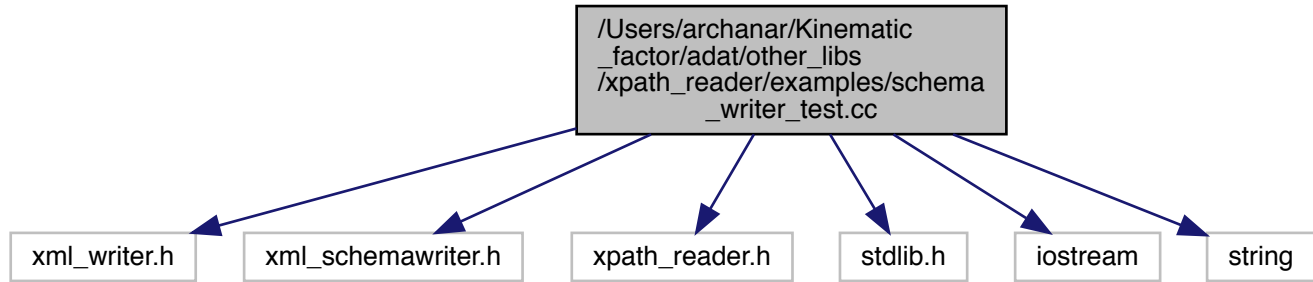 /Users/archanar/Kinematic
_factor/adat/other_libs
/xpath_reader/examples/schema
_writer_test.cc
xml_writer.h
xml_schemawriter.h
xpath_reader.h
stdlib.h
iostream
string